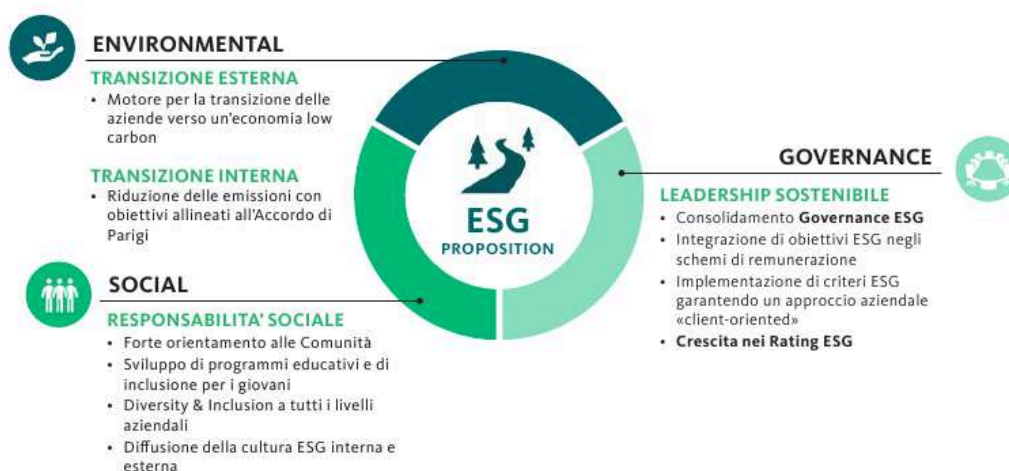 ENVIRONMENTAL
TRANSIZIONE ESTERNA
• Motore per la transizione delle
aziende verso un'economia low
carbon
TRANSIZIONE INTERNA
• Riduzione delle emissioni con
obiettivi allineati all'Accordo di
Parigi
SOCIAL
RESPONSABILITA' SOCIALE
• Forte orientamento alle Comunità
• Sviluppo di programmi educativi e di
inclusione per i giovani
• Diversity & Inclusion a tutti i livelli
aziendali
• Diffusione della cultura ESG interna e
esterna
ESG
PROPOSITION
GOVERNANCE
LEADERSHIP SOSTENIBILE
• Consolidamento Governance ESG
• Integrazione di obiettivi ESG negli
schemi di remunerazione
• Implementazione di criteri ESG
garantendo un approccio aziendale
«client-oriented»
• Crescita nei Rating ESG